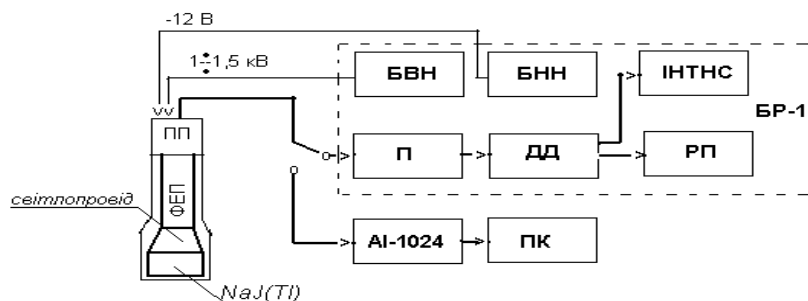 -12 В
1÷1,5 кВ
БВН
БНН
ІНТНС
БР-1
ПП
П
ДД
РП
ФЕП
світлопровід
АІ-1024
ПК
NaJ(Tl)